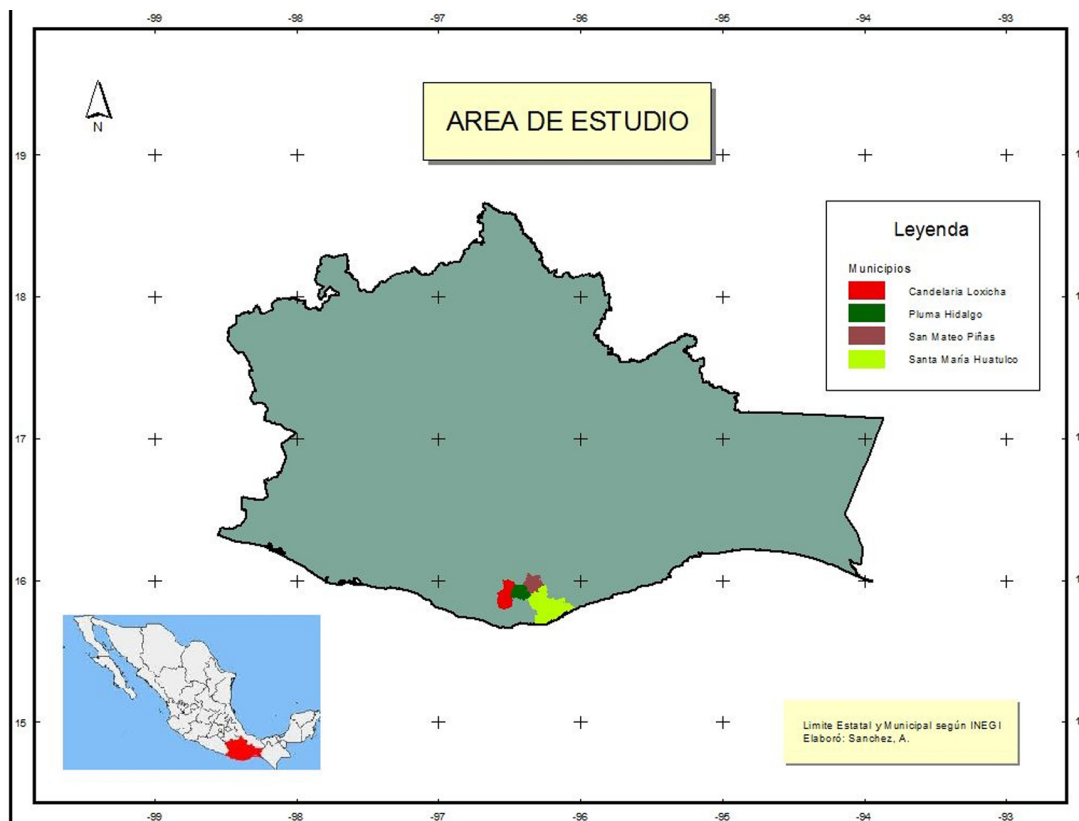 -99 -98 -97 -96 -95 -94 -93
AREA DE ESTUDIO
N
19
18
17
16
15
Leyenda
Municipios
Candelaria Loxicha
Pluma Hidalgo
San Mateo Piñas
Santa María Huatulco
Limite Estatal y Municipal según INEGI
Elaboró: Sanchez, A.
-99 -98 -97 -96 -95 -94 -93